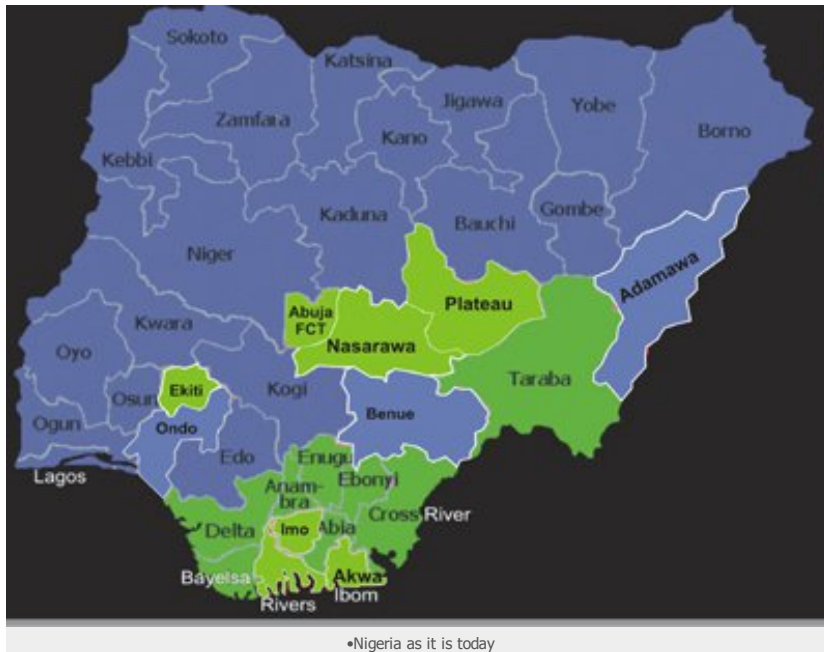 Sokoto
Katsina
Jigawa
Yobe
Zamfara
Kano
Borno
Kebbi
Kaduna
Bauchi
Gombe
Niger
Adamawa
Abuja
FCT
Plateau
Kwara
Nasarawa
Oyo
Taraba
Ekiti
Kogi
Osun
Benue
Ogun
Ondo
Edo
Enugu
Lagos
Ebonyi
Anam-
bra
Cross River
Delta
Imo
Abia
Bayelsa
Akwa
Ibom
Rivers
•Nigeria as it is today